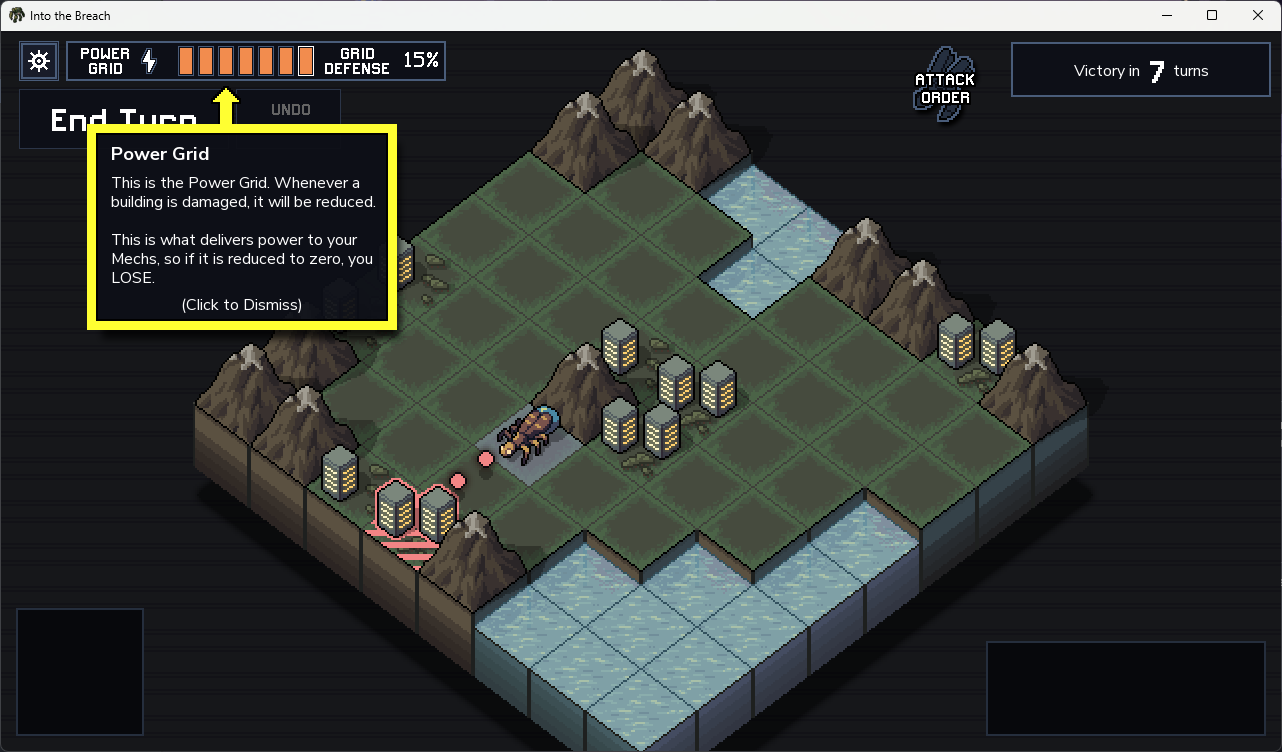 Into the Breach
POWER
GRID
GRID
DEFENSE
15%
ATTACK
ORDER
Victory in 7 turns
End Turn
UNDO
Power Grid
This is the Power Grid. Whenever a
building is damaged, it will be reduced.
This is what delivers power to your
Mechs, so if it is reduced to zero, you
LOSE.
(Click to Dismiss)